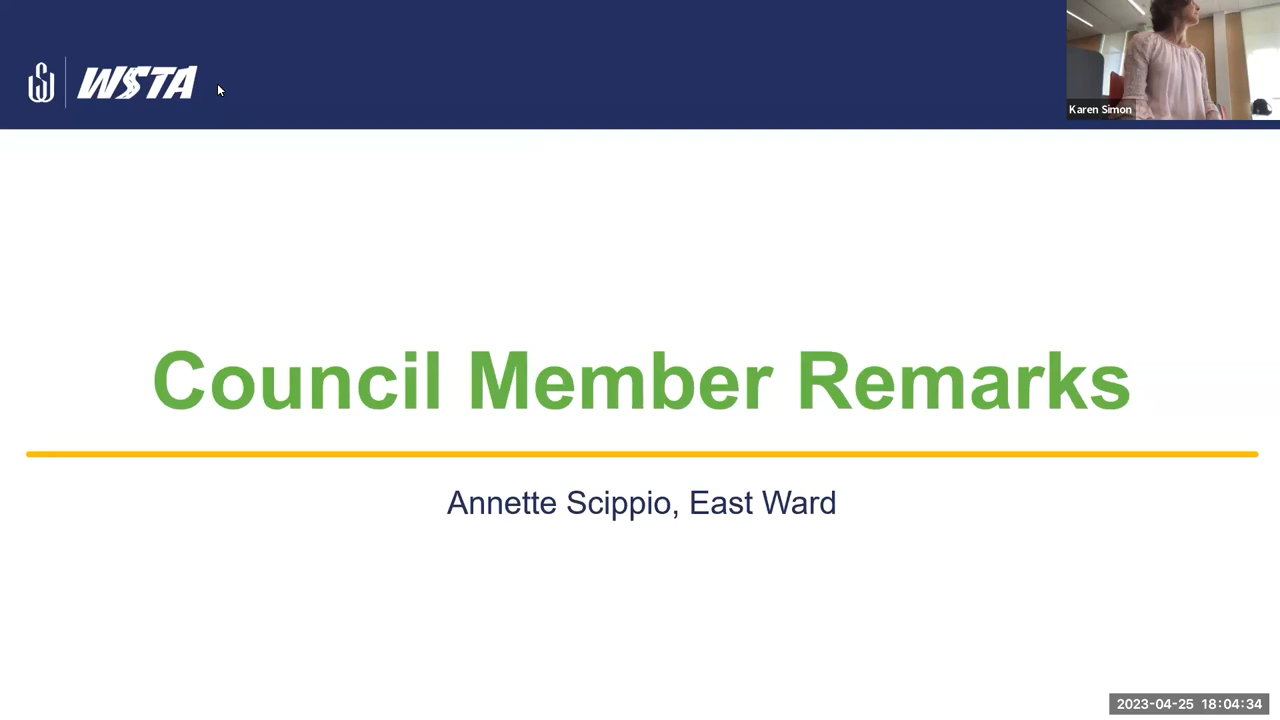 WSTA
Karen Simon
Council Member Remarks
Annette Scippio, East Ward
2023-04-25 18:04:34